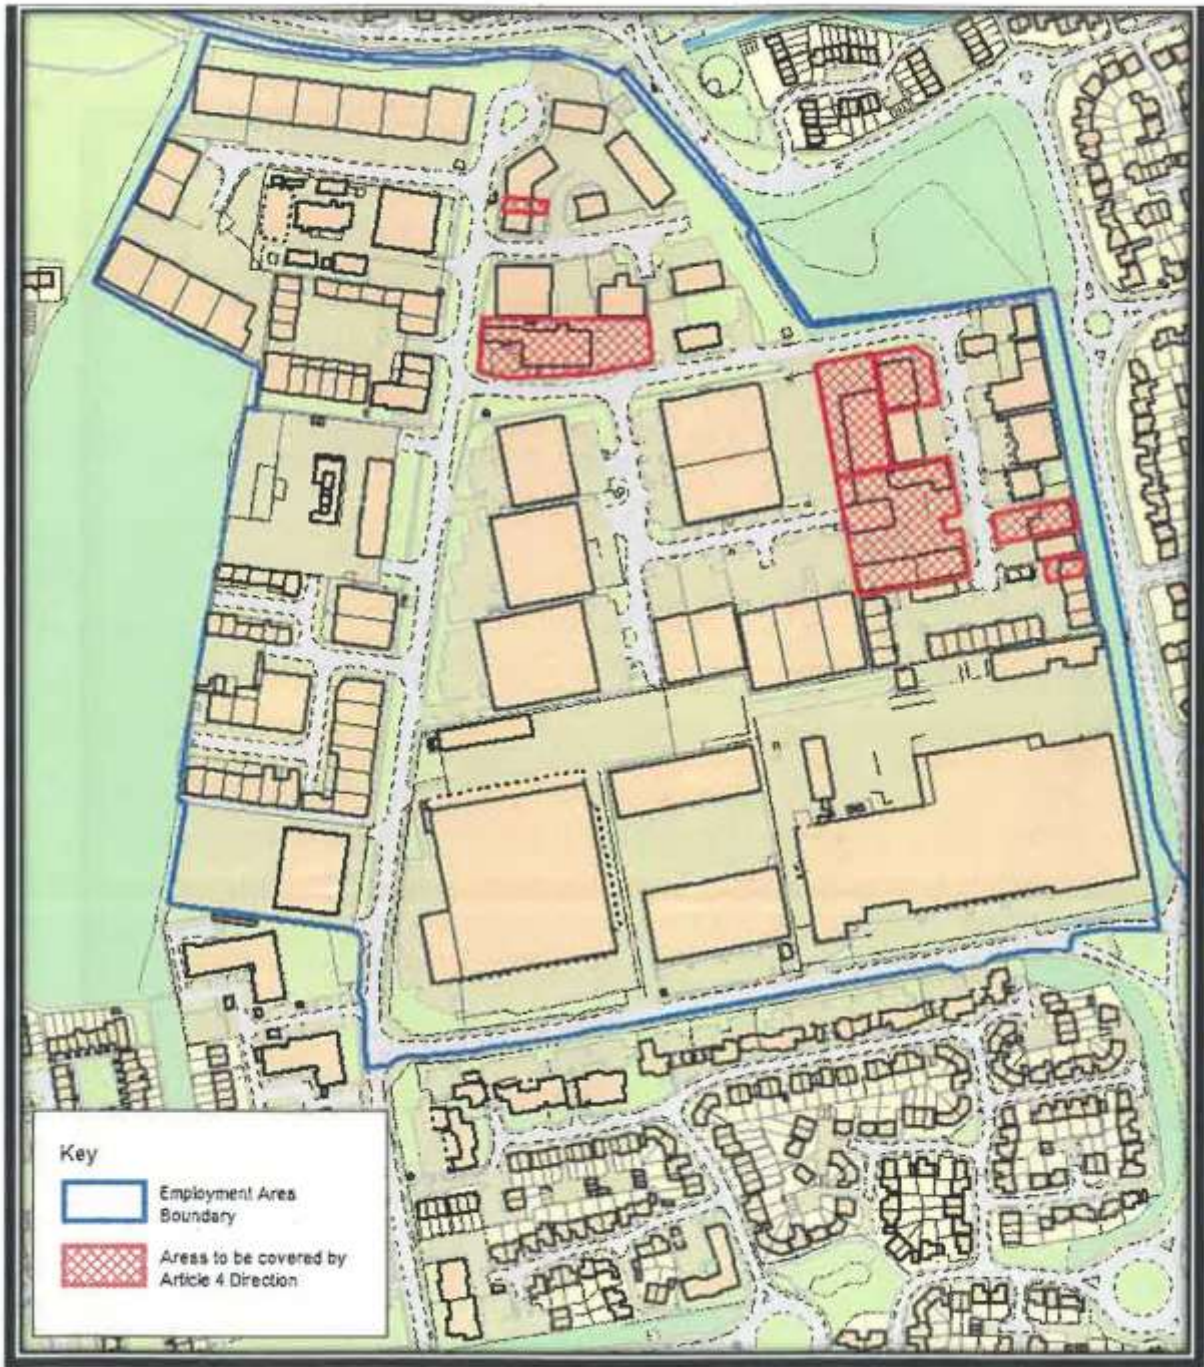 Key
Employment Area
Boundary
Areas to be covered by
Article 4 Direction